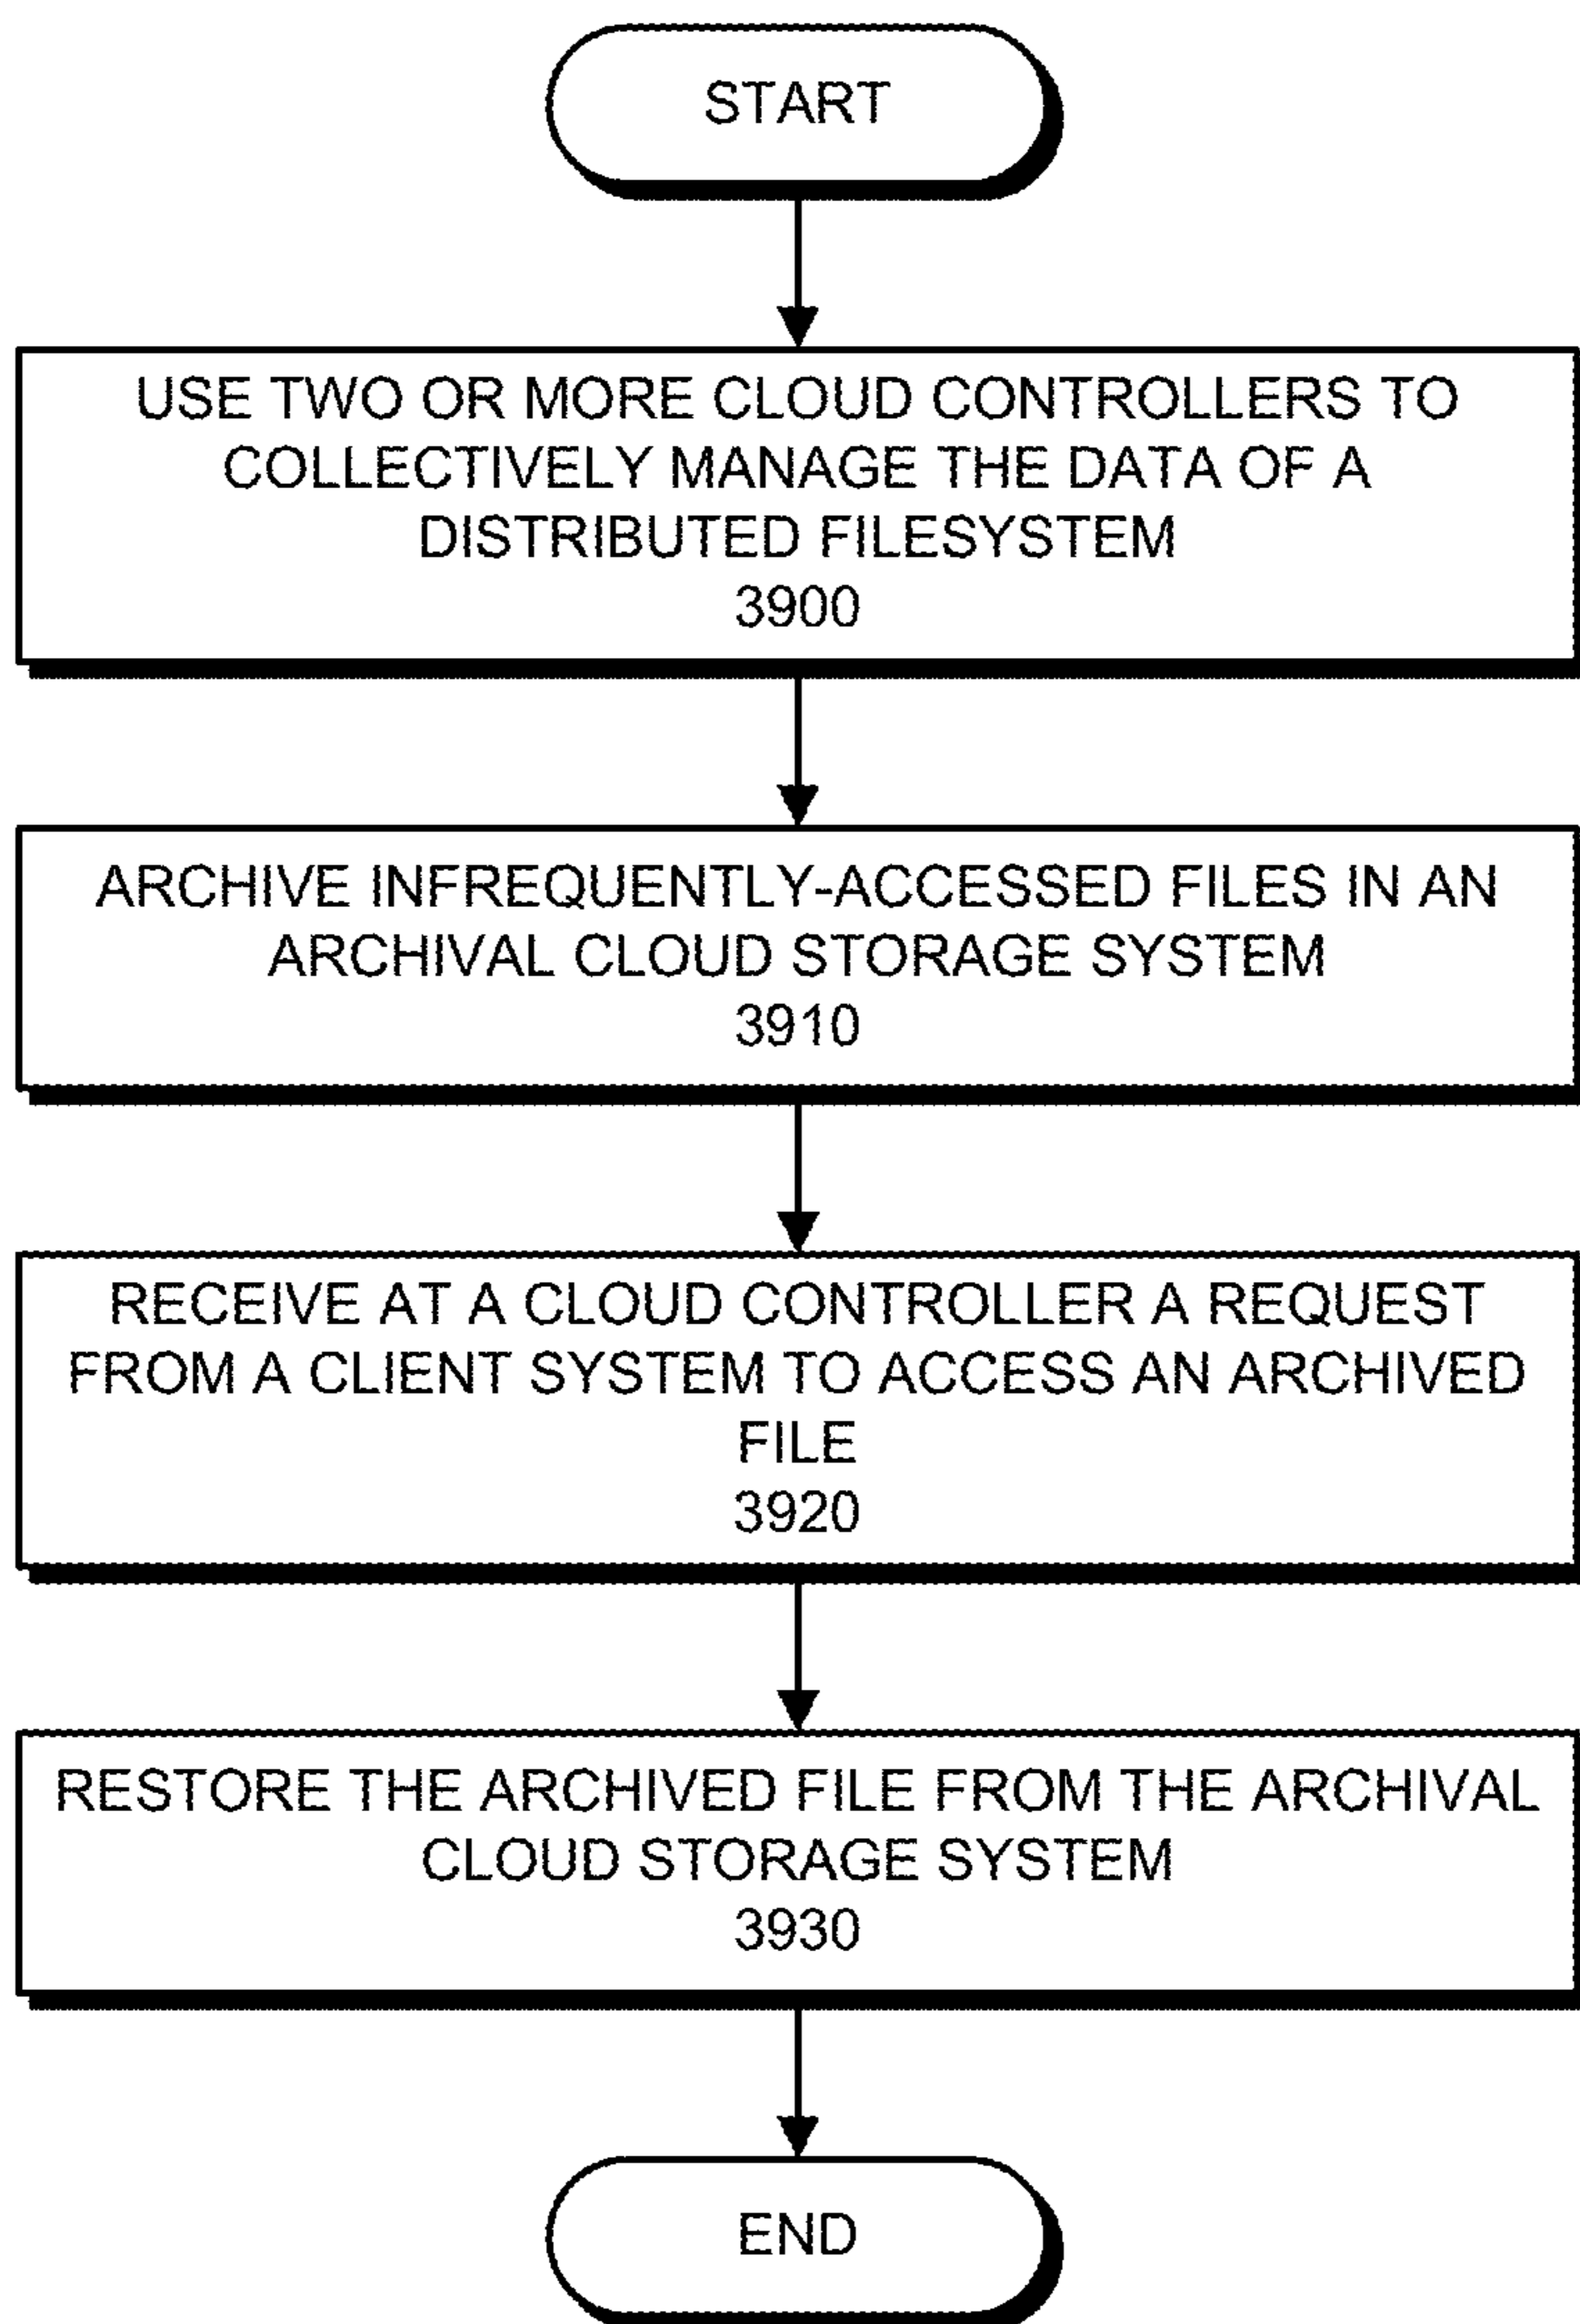 START
USE TWO OR MORE CLOUD CONTROLLERS TO
COLLECTIVELY MANAGE THE DATA OF A
DISTRIBUTED FILESYSTEM
3900
ARCHIVE INFREQUENTLY-ACCESSED FILES IN AN
ARCHIVAL CLOUD STORAGE SYSTEM
3910
RECEIVE AT A CLOUD CONTROLLER A REQUEST
FROM A CLIENT SYSTEM TO ACCESS AN ARCHIVED
FILE
3920
RESTORE THE ARCHIVED FILE FROM THE ARCHIVAL
CLOUD STORAGE SYSTEM
3930
END